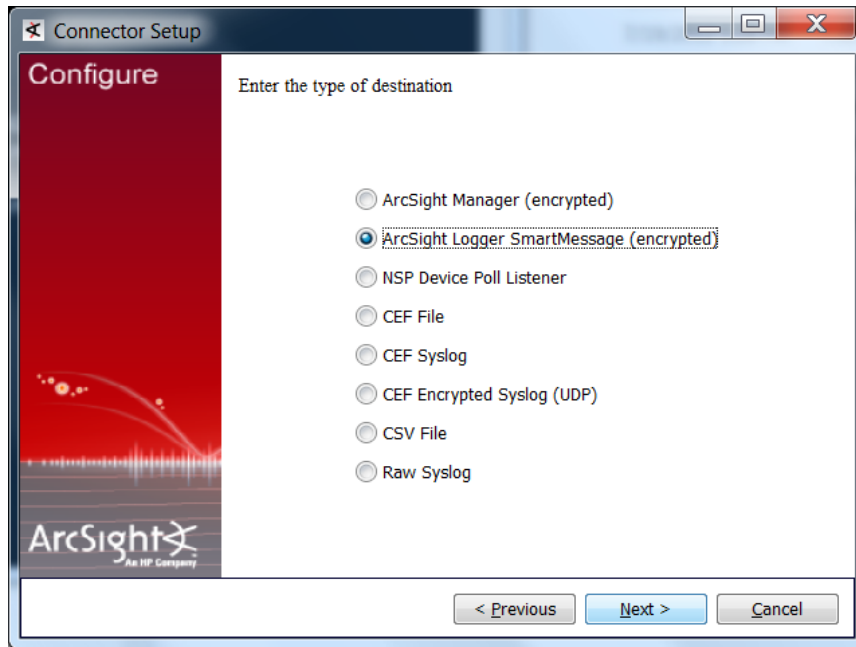 Connector Setup
Configure
Enter the type of destination
ArcSight Manager (encrypted)
ArcSight Logger SmartMessage (encrypted)
NSP Device Poll Listener
CEF File
CEF Syslog
CEF Encrypted Syslog (UDP)
CSV File
Raw Syslog
ArcSight
An HP Company
< Previous
Next >
Cancel